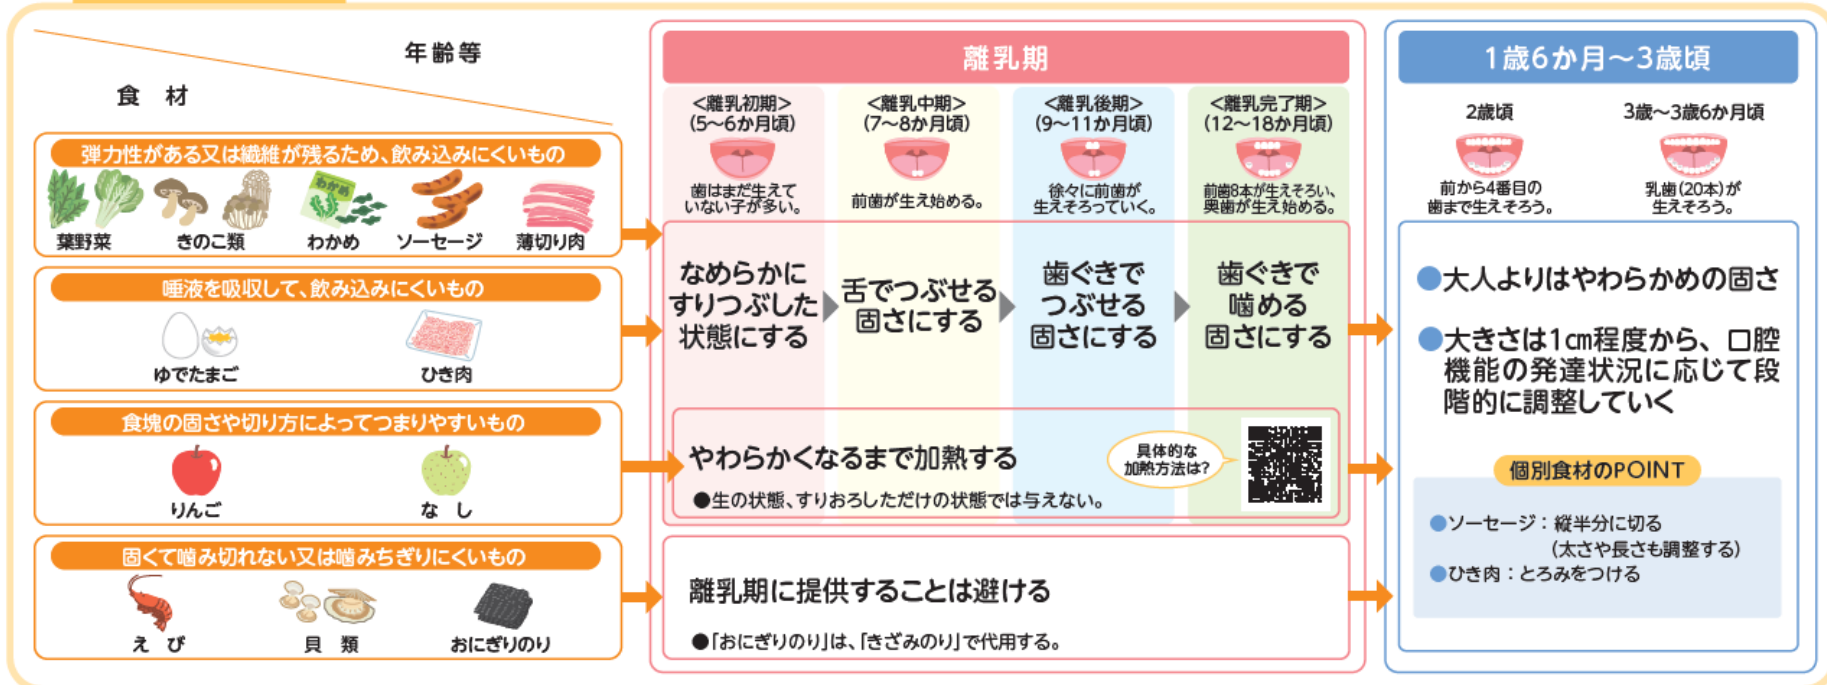 年齢等
食　材
弾力性がある又は繊維が残るため、飲み込みにくいもの
わかめ
葉野菜
きのこ類
わかめ
ソーセージ
薄切り肉
唾液を吸収して、飲み込みにくいもの
ゆでたまご
ひき肉
食塊の固さや切り方によってつまりやすいもの
りんご
な　し
固くて噛み切れない又は噛みちぎりにくいもの
え　び
貝　類
おにぎりのり
離乳期
<離乳初期>
(5～6か月頃)
歯はまだ生えて
いない子が多い。
<離乳中期>
(7～8か月頃)
前歯が生え始める。
<離乳後期>
(9～11か月頃)
徐々に前歯が
生えそろっていく。
<離乳完了期>
(12～18か月頃)
前歯8本が生えそろい、
奥歯が生え始める。
なめらかに
すりつぶした
状態にする
舌でつぶせる
固さにする
歯ぐきで
つぶせる
固さにする
歯ぐきで
噛める
固さにする
やわらかくなるまで加熱する
●生の状態、すりおろしただけの状態では与えない。
具体的な
加熱方法は?
離乳期に提供することは避ける
●「おにぎりのり」は、「きざみのり」で代用する。
1歳6か月～3歳頃
2歳頃
前から4番目の
歯まで生えそろう。
3歳～3歳6か月頃
乳歯(20本)が
生えそろう。
●大人よりはやわらかめの固さ
●大きさは1㎝程度から、口腔
機能の発達状況に応じて段
階的に調整していく
個別食材のPOINT
●ソーセージ：縦半分に切る
(太さや長さも調整する)
●ひき肉：とろみをつける